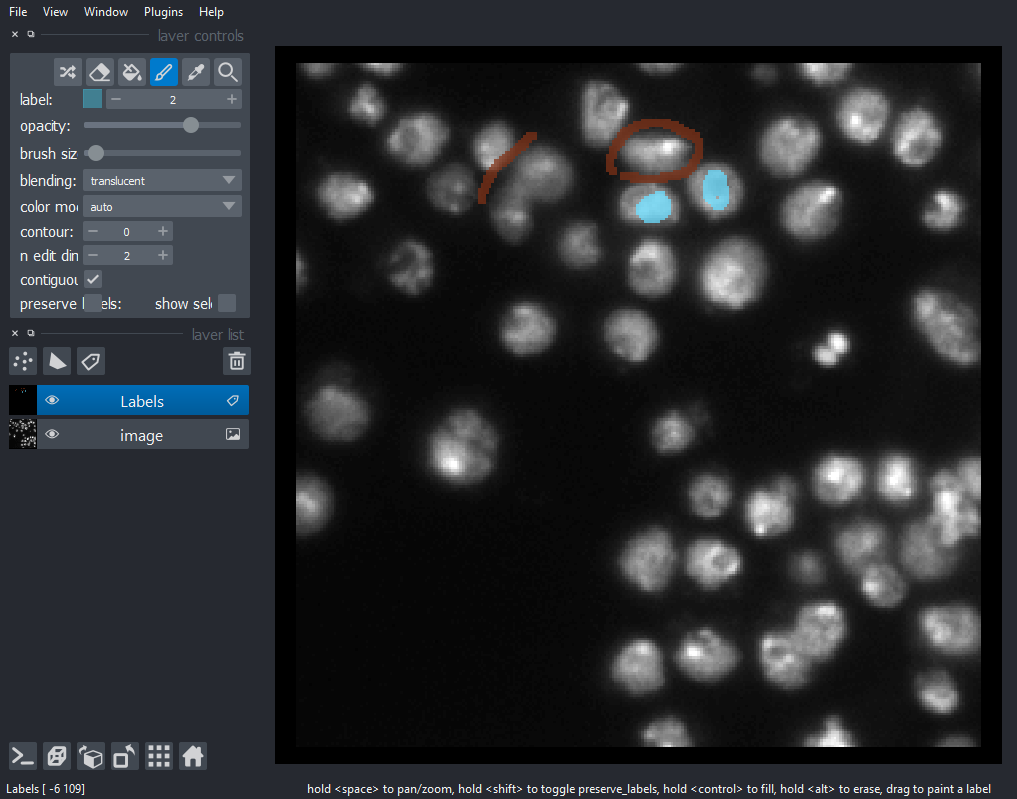 File View Window Plugins Help
layer controls
label: 2
opacity:
brush siz
blending: translucent
color mo auto
contour: 0
n edit din 2
contiguou
preserve l els: show sel
layer list
Labels
image
Labels [ -6 109]
hold <space> to pan/zoom, hold <shift> to toggle preserve_labels, hold <control> to fill, hold <alt> to erase, drag to paint a label